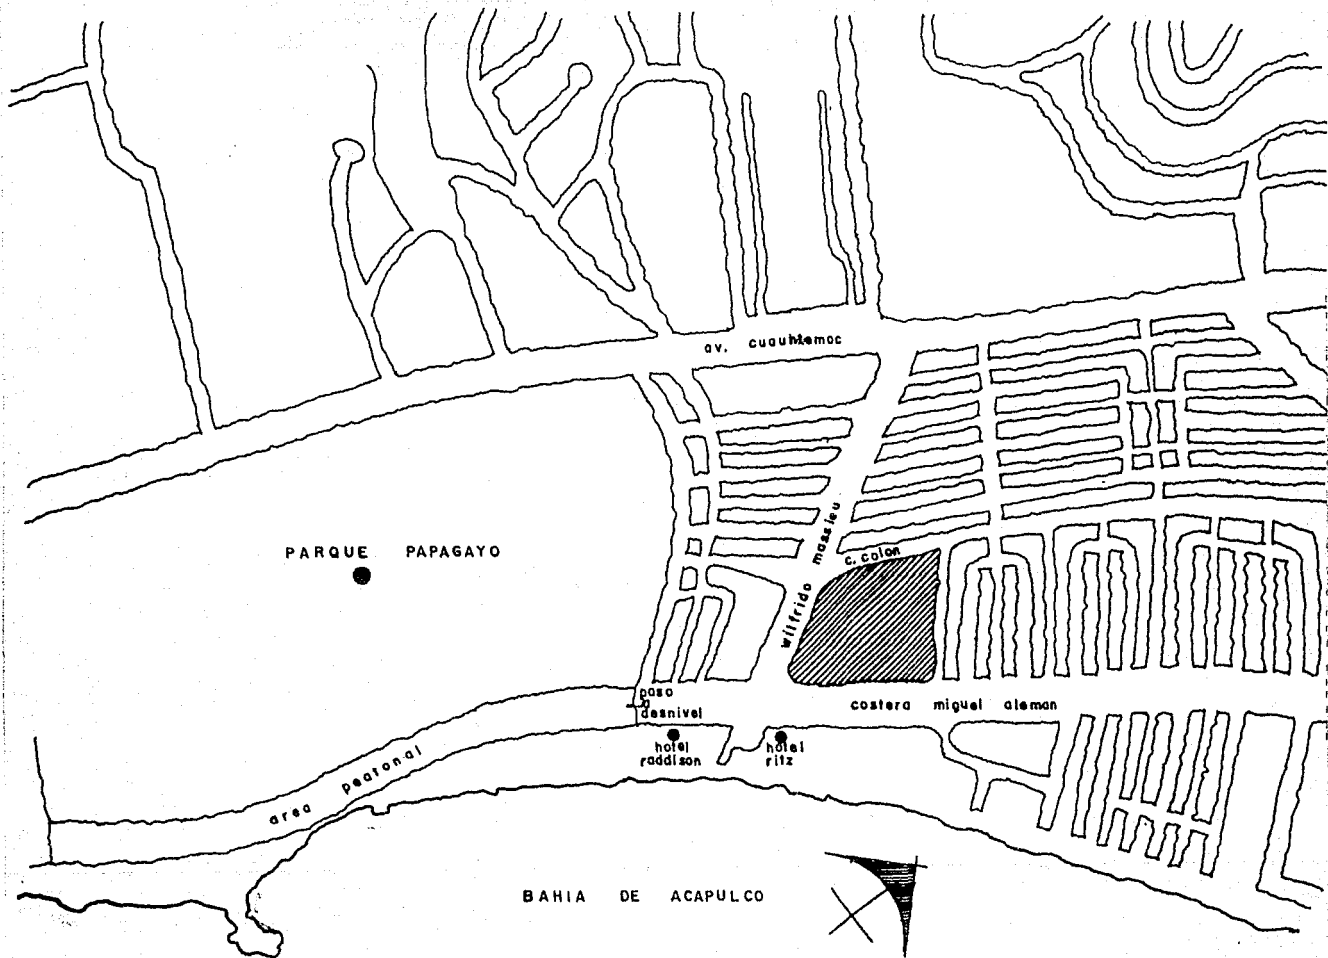 av. cuauhtemoc
PARQUE PAPAGAYO
wilfrido massieu
c. colon
paso
a
desnivel
costera miguel aleman
hotel
raddison
hotel
ritz
area peatonal
BAHIA DE ACAPULCO